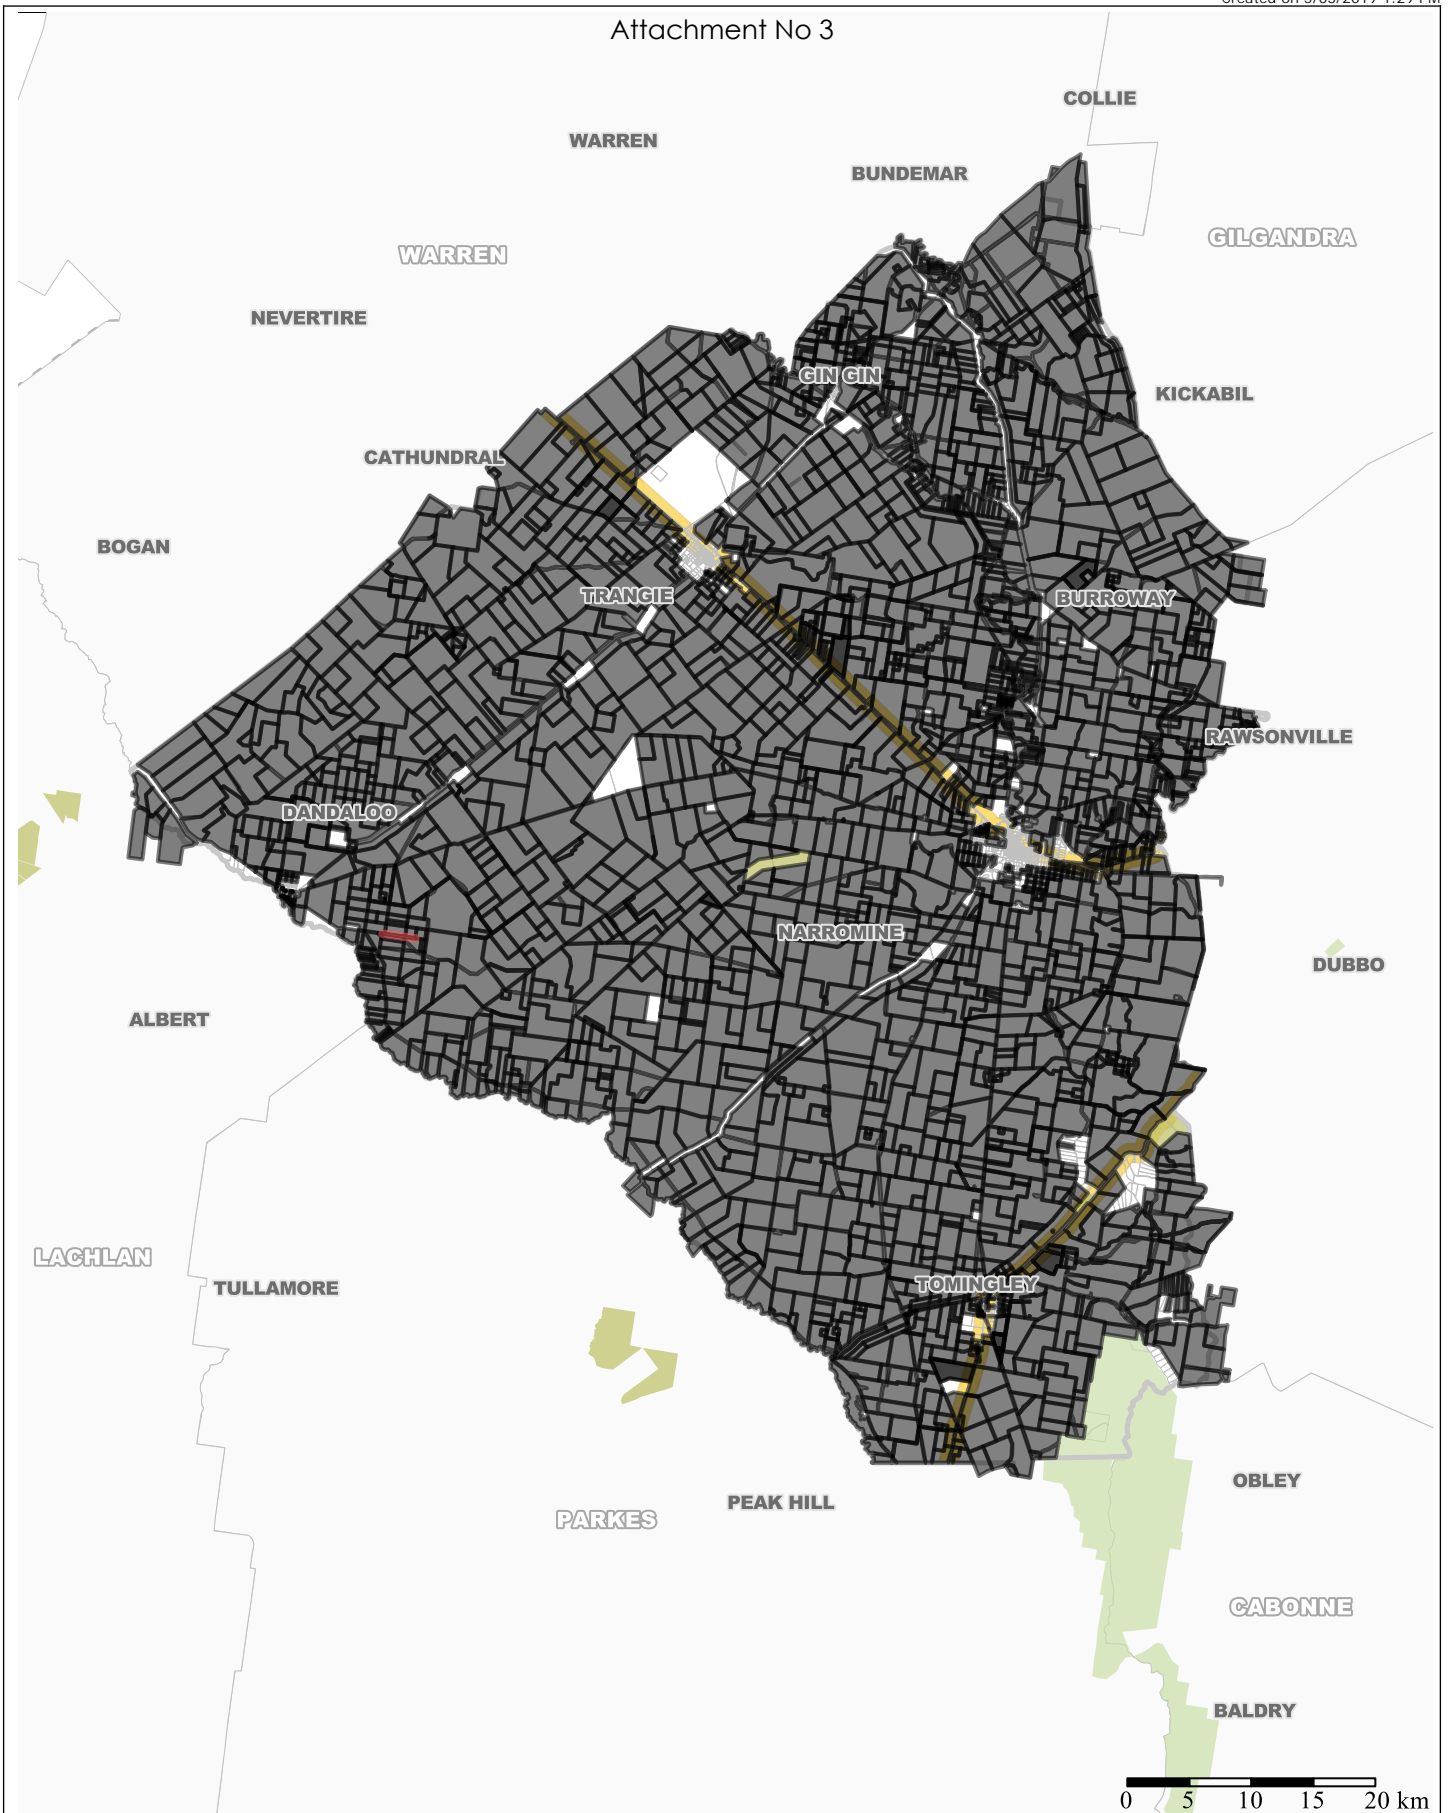 Attachment No 3
COLLIE
WARREN
BUNDEMAR
GILGANDRA
WARREN
NEVERTIRE
GIN GIN
KICKABIL
CATHUNDRAL
BOGAN
TRANGIE
BURROWAY
RAWSONVILLE
DANDALOO
NARROMINE
DUBBO
ALBERT
LACHLAN
TULLAMORE
TOMINGLEY
OBLEY
PEAK HILL
PARKES
CABONNE
BALDRY
0 5 10 15 20 km